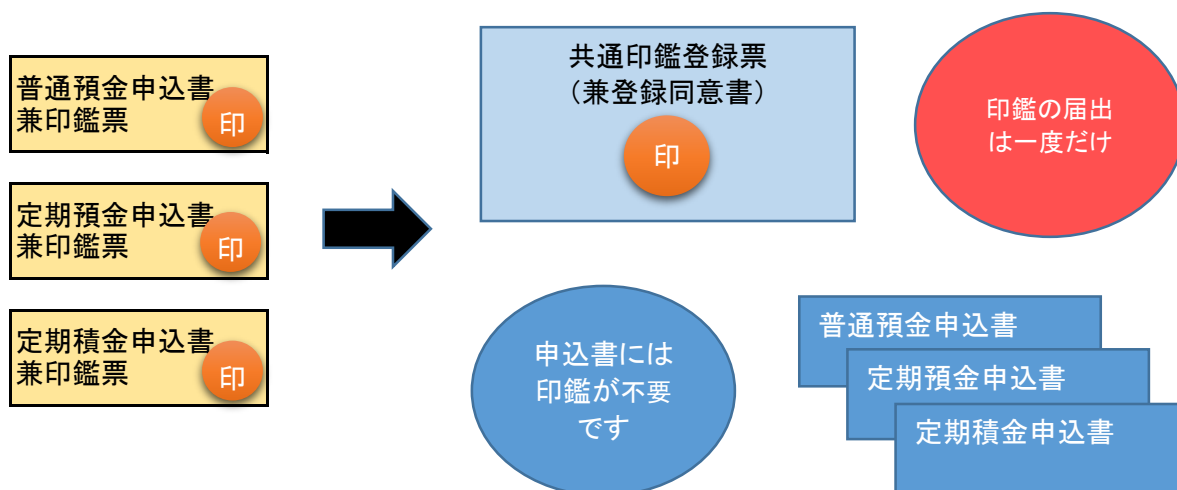 普通預金申込書
兼印鑑票
印
定期預金申込書
兼印鑑票
印
定期積金申込書
兼印鑑票
印
共通印鑑登録票
（兼登録同意書）
印
印鑑の届出
は一度だけ
申込書には
印鑑が不要
です
普通預金申込書
定期預金申込書
定期積金申込書